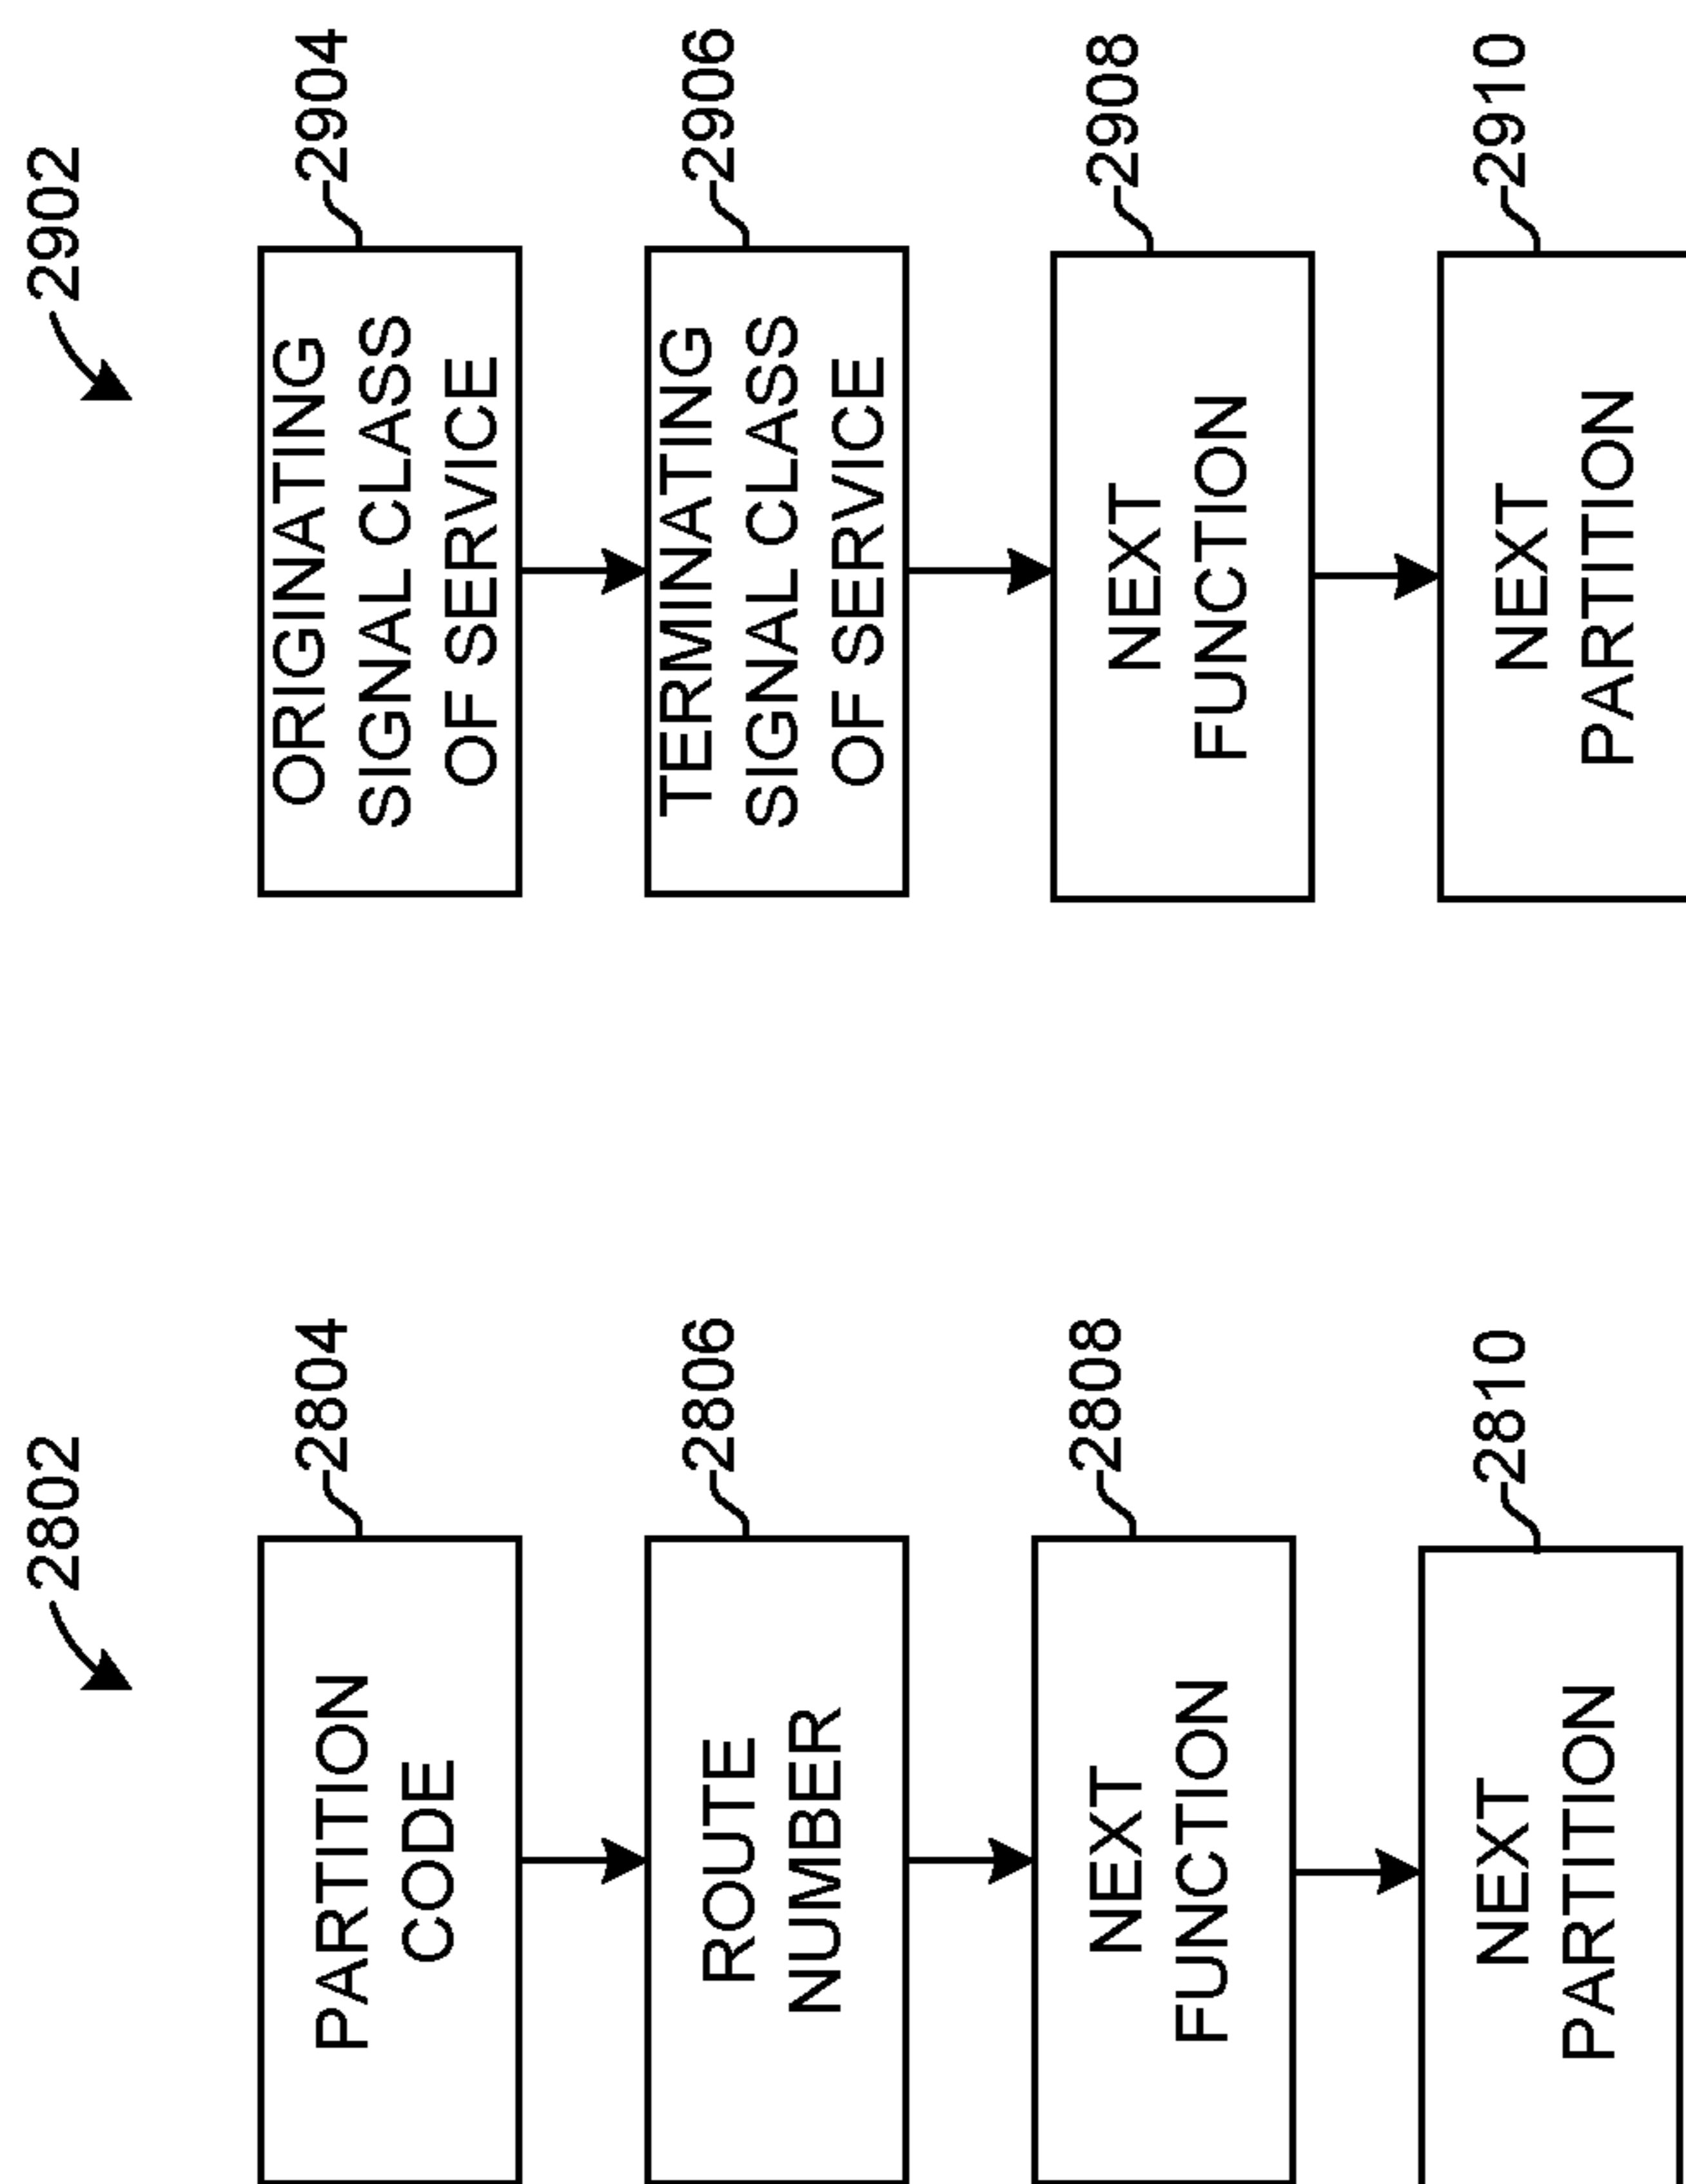 2802
2804
PARTITION
CODE
2806
ROUTE
NUMBER
2808
NEXT
FUNCTION
2810
NEXT
PARTITION
2902
2904
ORIGINATING
SIGNAL CLASS
OF SERVICE
2906
TERMINATING
SIGNAL CLASS
OF SERVICE
2908
NEXT
FUNCTION
2910
NEXT
PARTITION